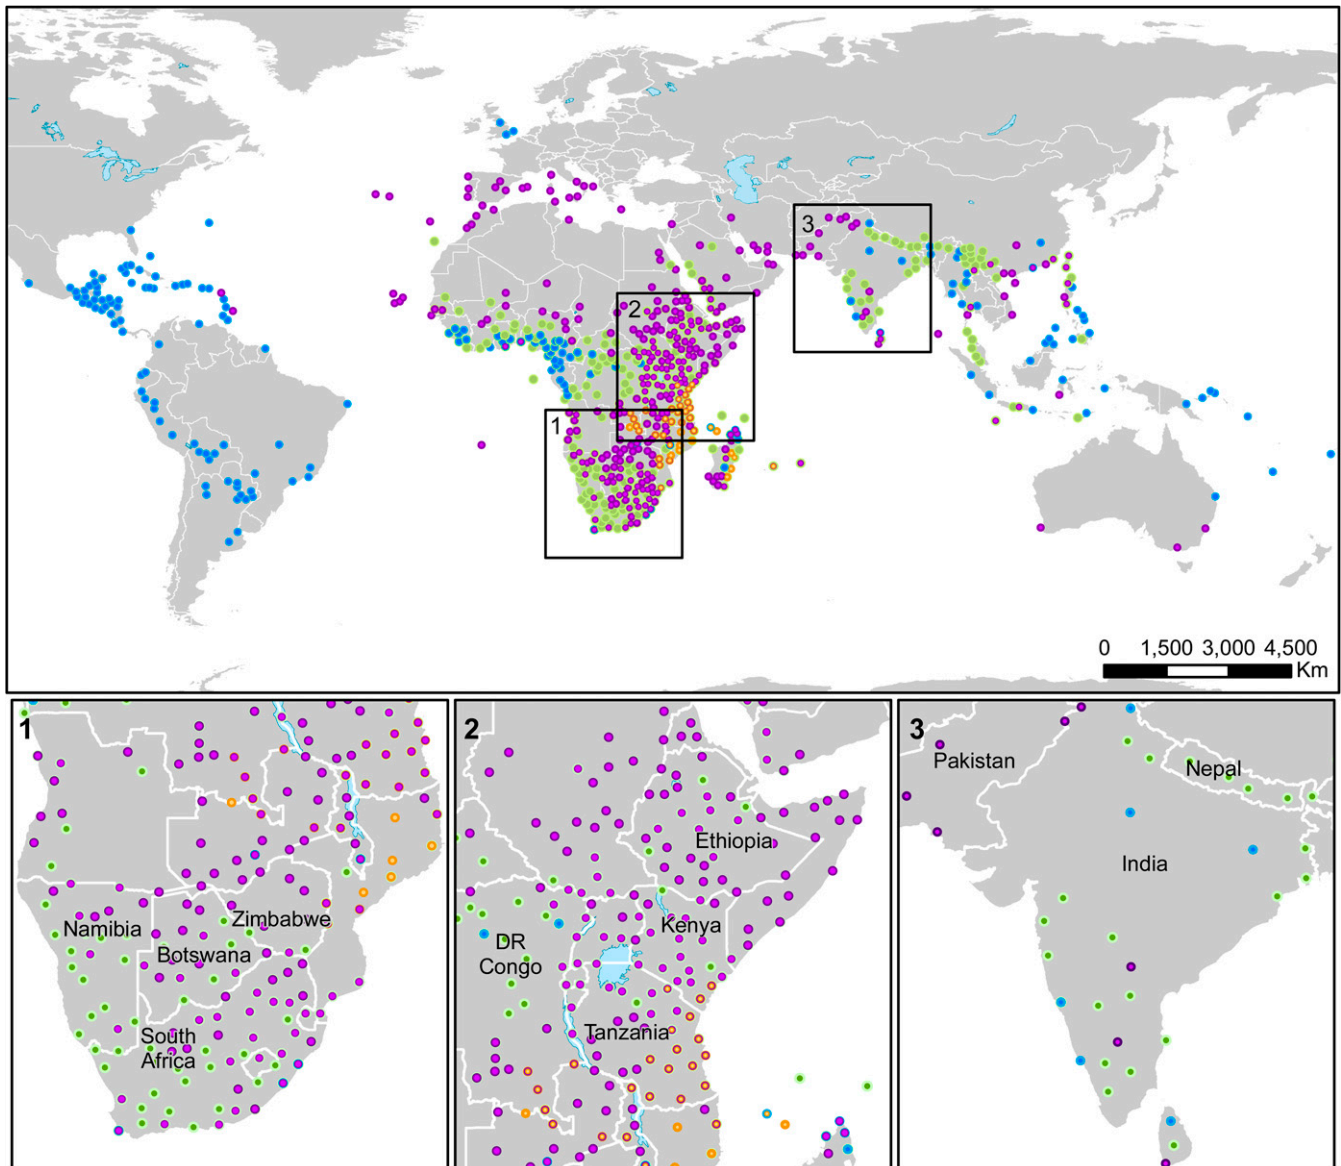 3
2
1
0 1,500 3,000 4,500
Km
1
Namibia
Zimbabwe
Botswana
South
Africa
2
Ethiopia
Kenya
DR
Congo
Tanzania
3
Pakistan
Nepal
India